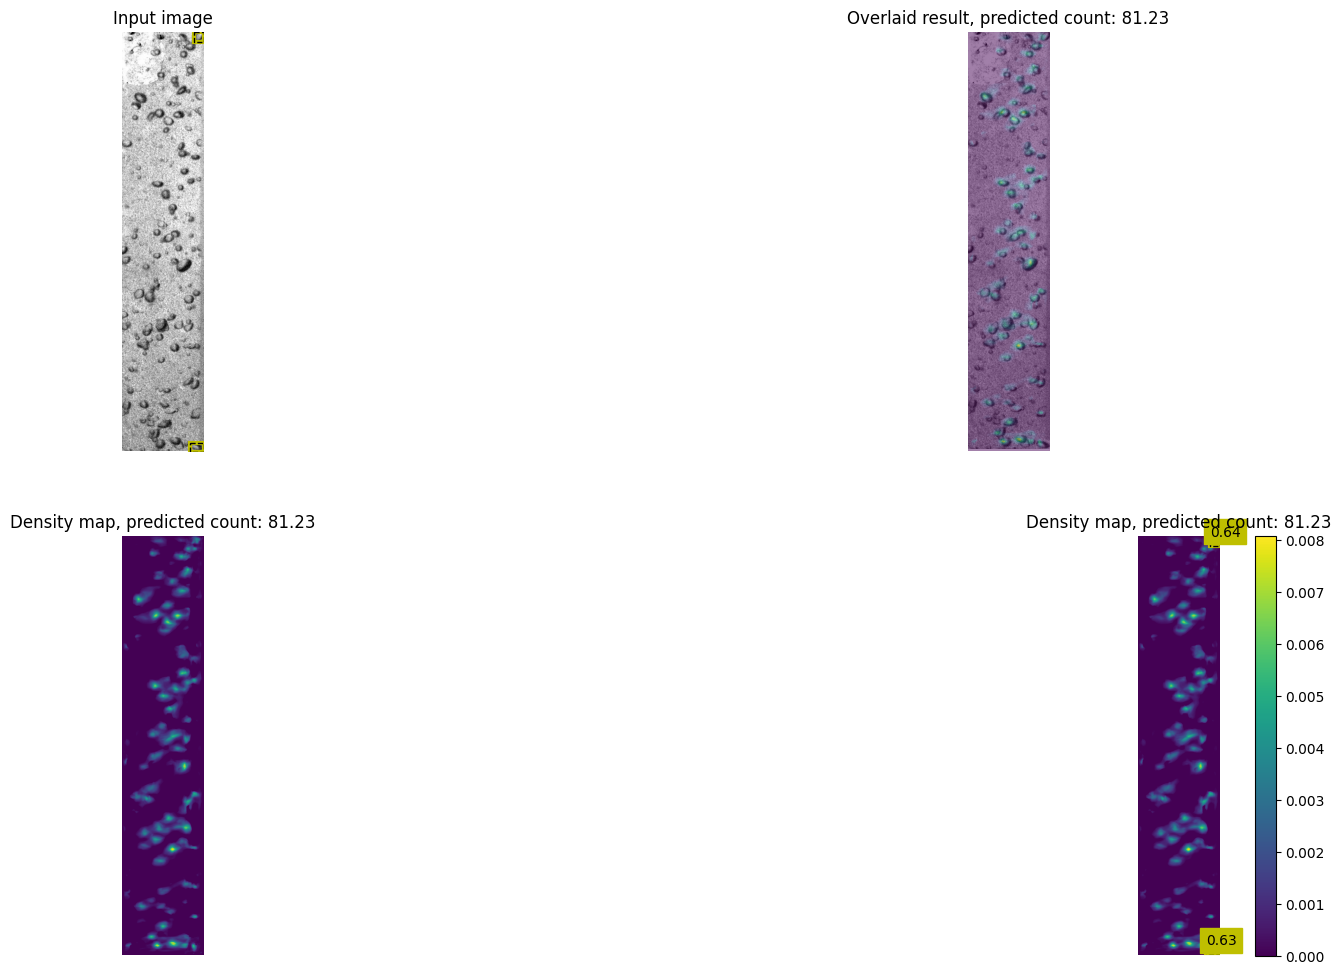 Input image
Overlaid result, predicted count: 81.23
Density map, predicted count: 81.23
Density map, predicted count: 81.23
0.64
0.008
0.007
0.006
0.005
0.004
0.003
0.002
0.001
0.63
0.000